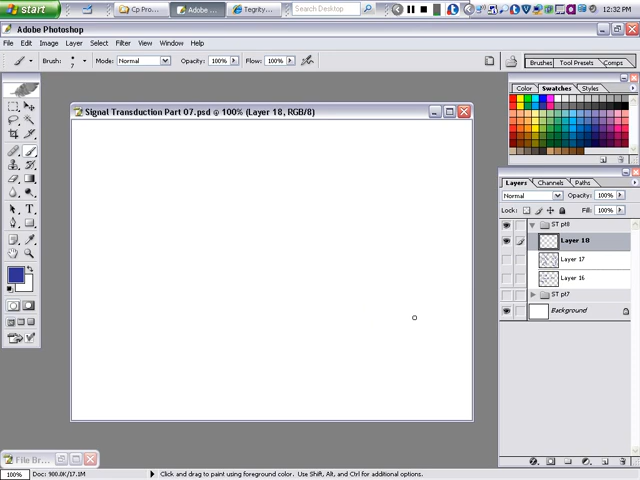 start
Cp Pro...
Adobe ...
Tegrity...
Search Desktop
12:32 PM
Adobe Photoshop
File Edit Image Layer Select Filter View Window Help
Brush: 7 Mode: Normal Opacity: 100% Flow: 100% Brushes Tool Presets Comps
Signal Transduction Part 07.psd @ 100% (Layer 18, RGB/8)
Color Swatches Styles
Layers Channels Paths
Normal Opacity: 100%
Lock: Fill: 100%
ST pt8
Layer 18
Layer 17
Layer 16
ST pt7
Background
File Br...
100% Doc: 900.0K/17.1M Click and drag to paint using foreground color. Use Shift, Alt, and Ctrl for additional options.